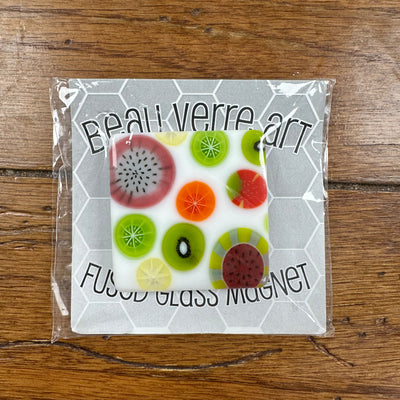 Beau Verre Art
Fused Glass Magnet